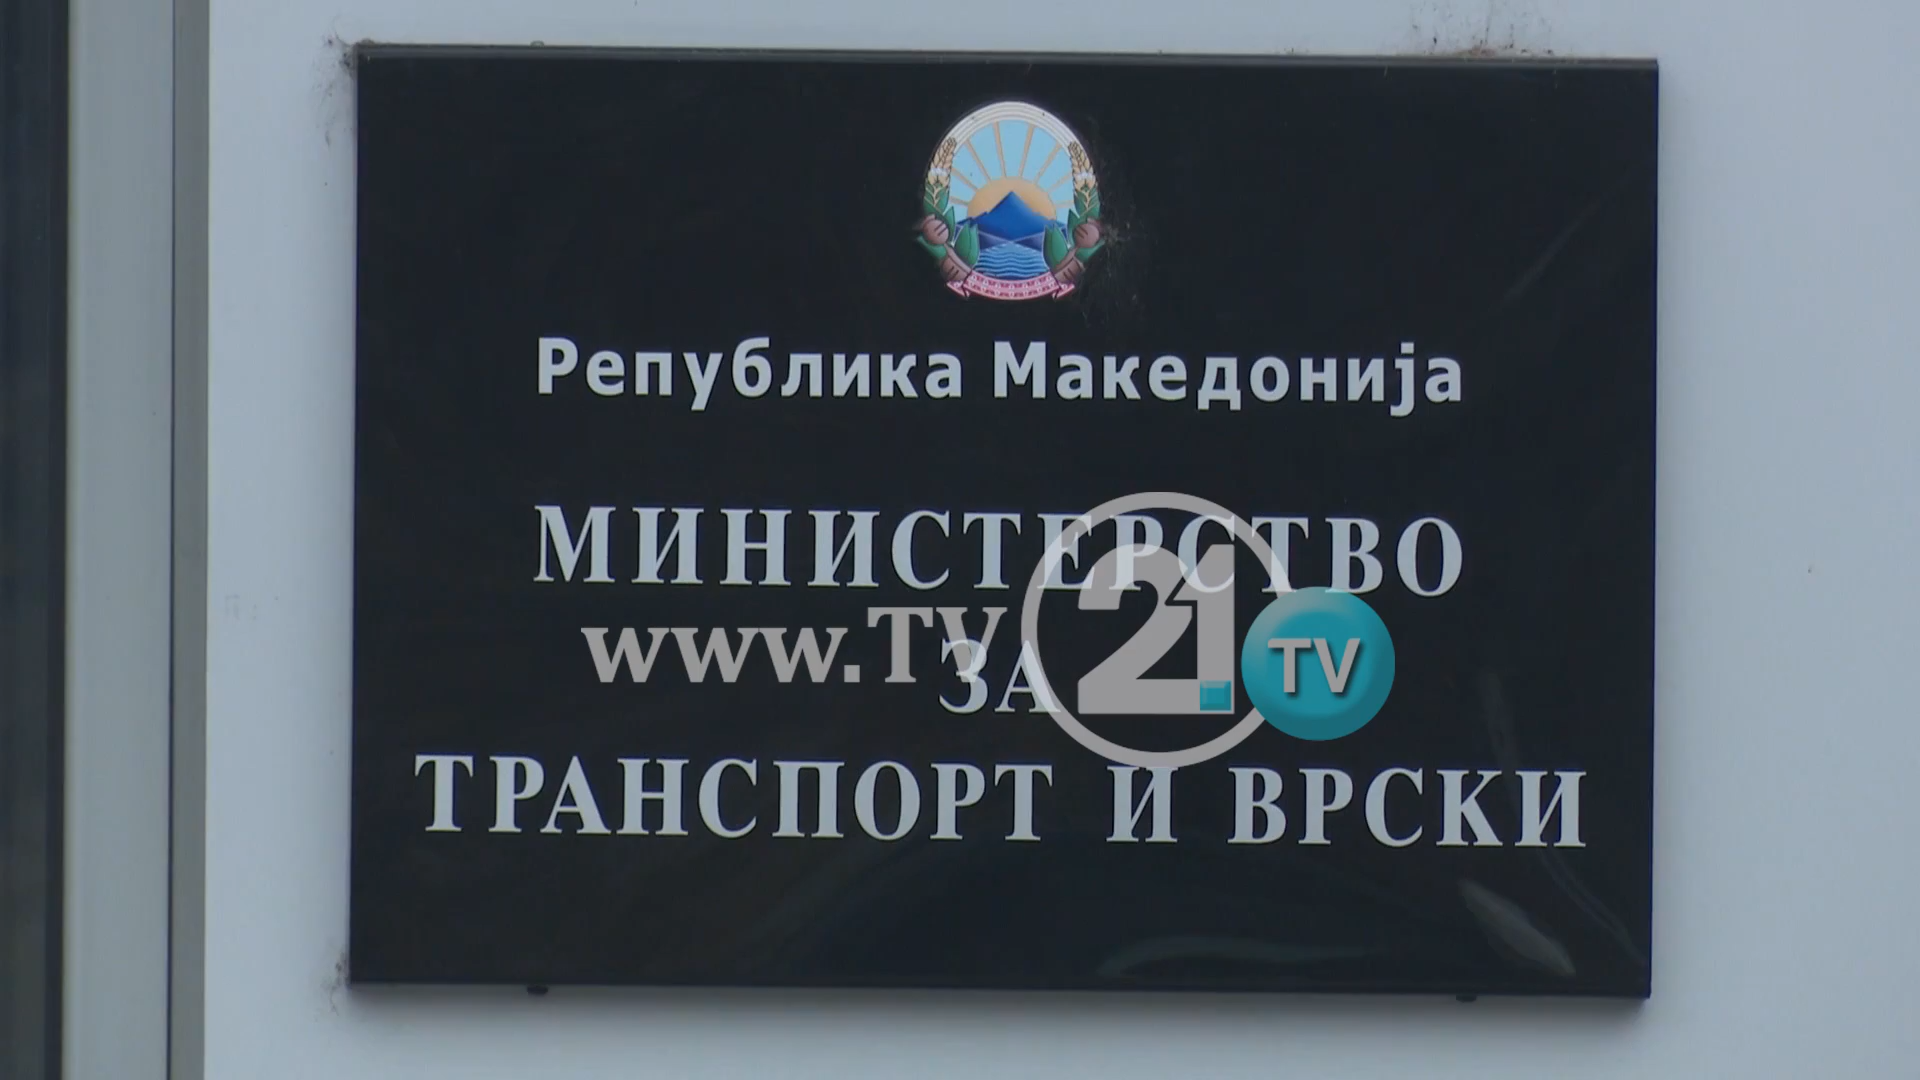 Република Македонија
МИНИСТЕРСТВО
www.TV 21 TV
ЗА
ТРАНСПОРТ И ВРСКИ